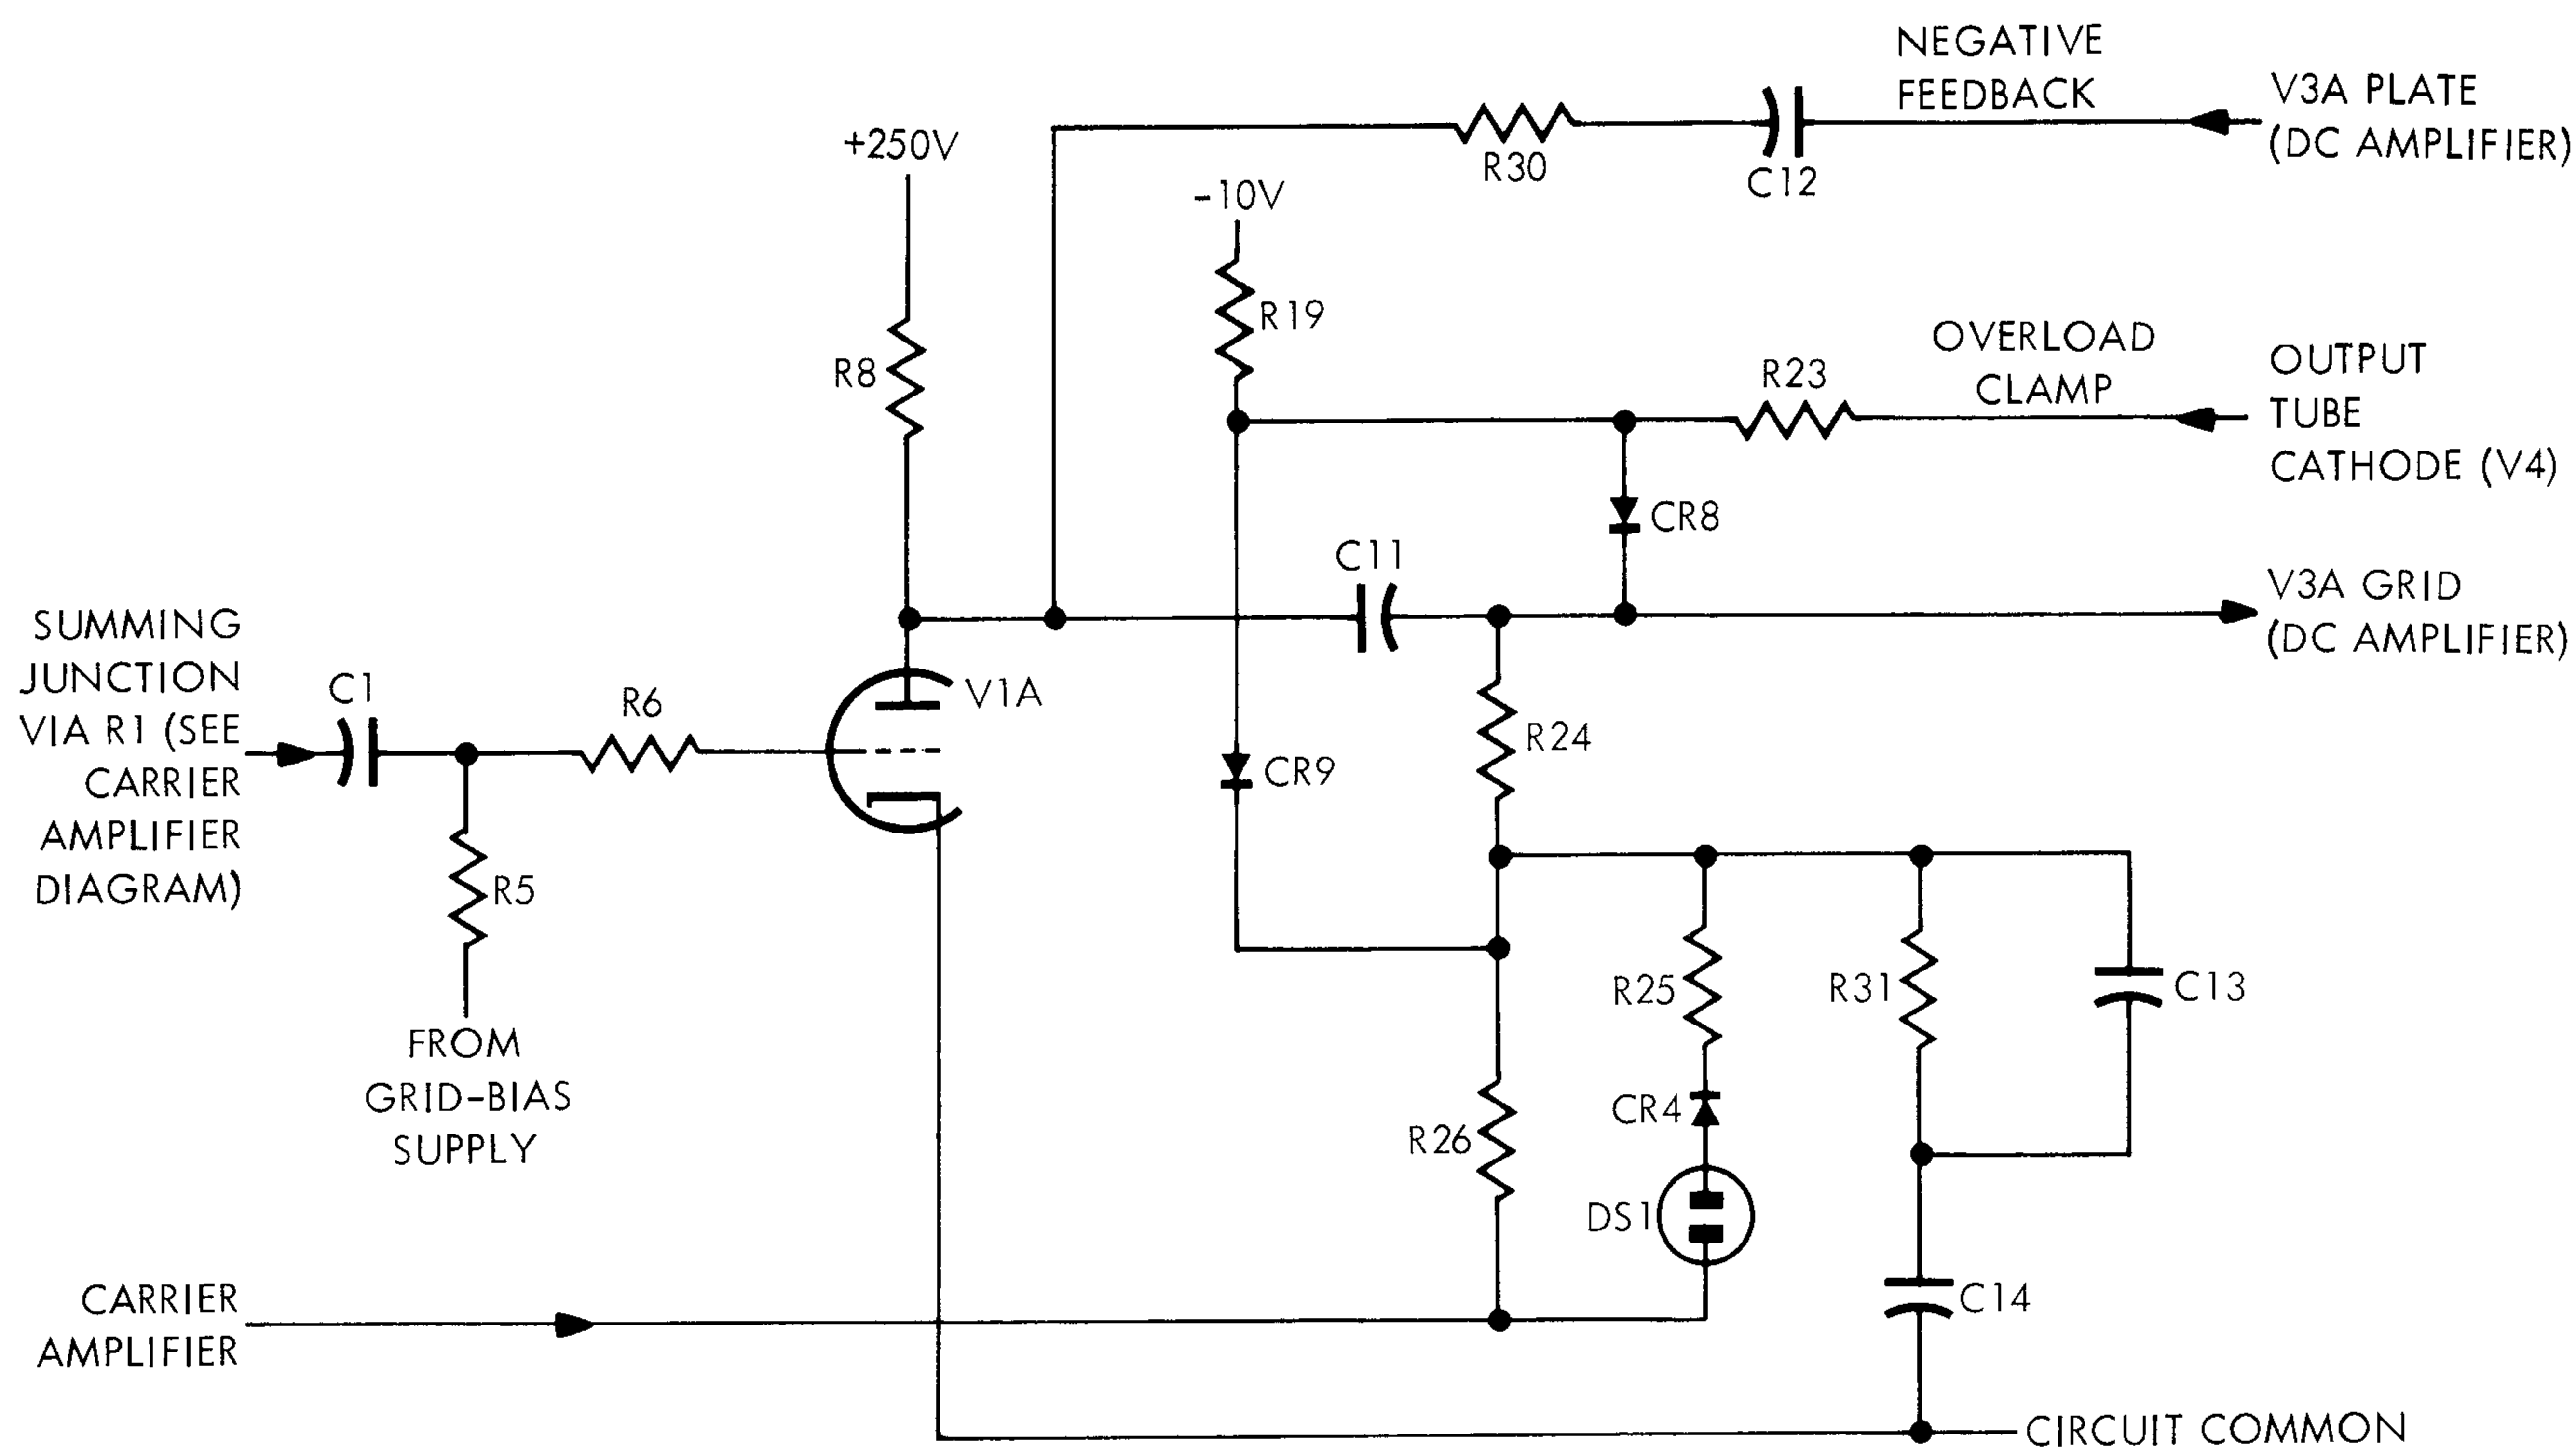 NEGATIVE
FEEDBACK
V3A PLATE
(DC AMPLIFIER)
+250V
R30
C12
-10V
R19
R8
R23
OVERLOAD
CLAMP
OUTPUT
TUBE
CATHODE (V4)
CR8
C11
V3A GRID
(DC AMPLIFIER)
SUMMING
JUNCTION
VIA R1 (SEE
CARRIER
AMPLIFIER
DIAGRAM)
C1
R6
V1A
R24
CR9
R5
FROM
GRID-BIAS
SUPPLY
R25
R31
C13
CR4
R26
DS1
C14
CARRIER
AMPLIFIER
CIRCUIT COMMON